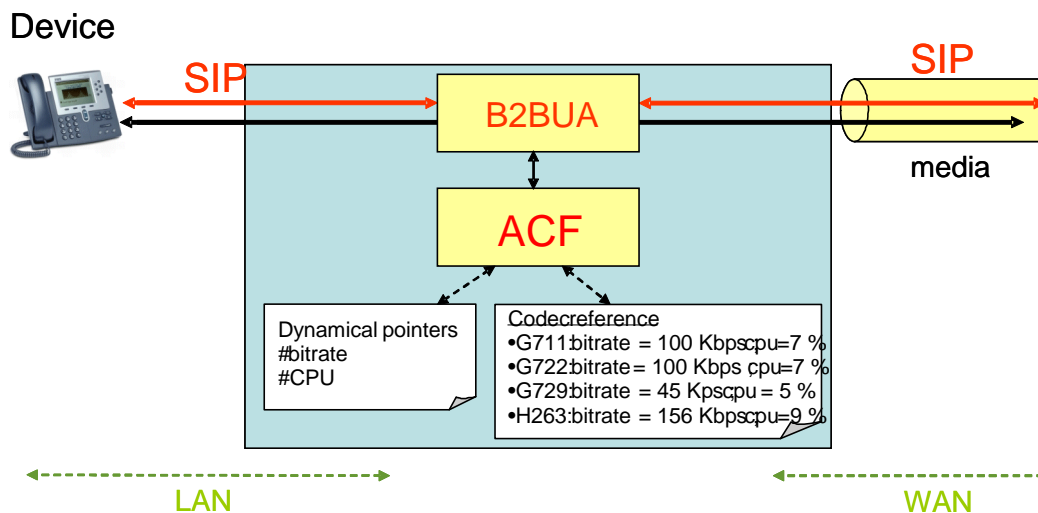 Device
SIP
SIP
B2BUA
media
ACF
Dynamical pointers
#bitrate
#CPU
Codecreference
•G711:bitrate = 100 Kbpscpu=7 %
•G722:bitrate = 100 Kbps ;cpu=7 %
•G729:bitrate = 45 Kpscpu = 5 %
•H263:bitrate = 156 Kbpscpu=9 %
LAN
WAN